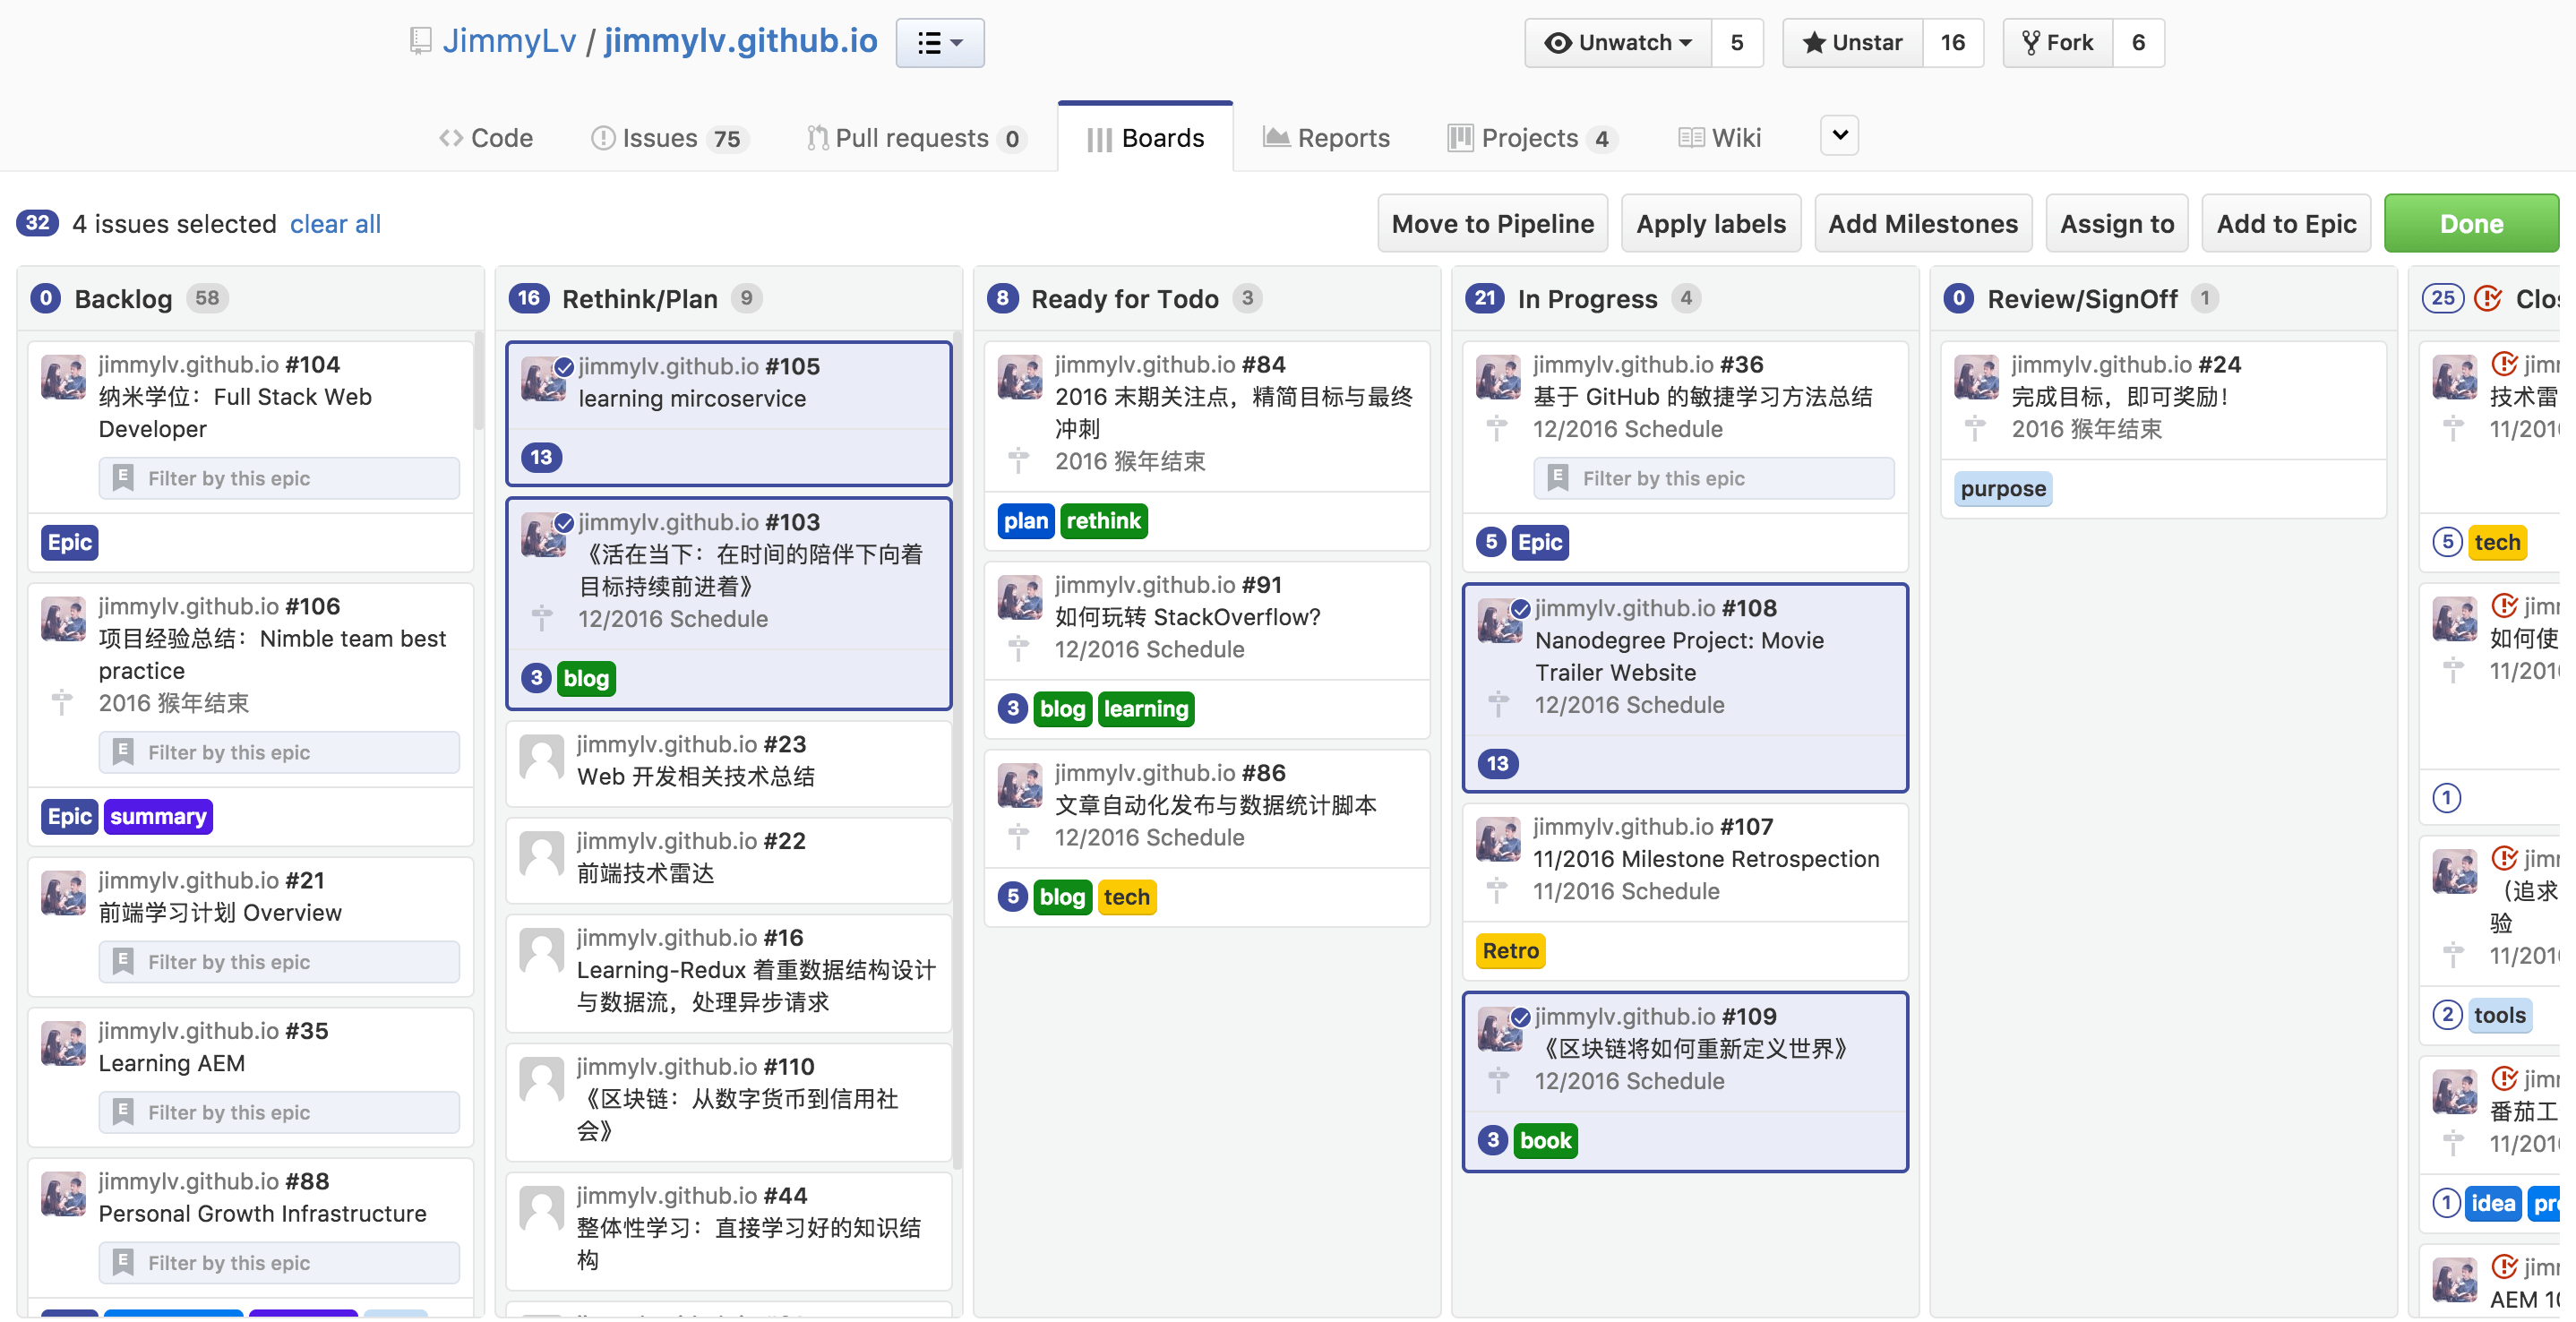 JimmyLv / jimmylv.github.io
Unwatch 5
Unstar 16
Fork 6
Code
Issues 75
Pull requests 0
Boards
Reports
Projects 4
Wiki
32 4 issues selected clear all
Move to Pipeline
Apply labels
Add Milestones
Assign to
Add to Epic
Done
0 Backlog 58
jimmylv.github.io #104
纳米学位：Full Stack Web
Developer
Filter by this epic
Epic
jimmylv.github.io #106
项目经验总结：Nimble team best
practice
2016 猴年结束
Filter by this epic
Epic summary
jimmylv.github.io #21
前端学习计划 Overview
Filter by this epic
jimmylv.github.io #35
Learning AEM
Filter by this epic
jimmylv.github.io #88
Personal Growth Infrastructure
Filter by this epic
16 Rethink/Plan 9
jimmylv.github.io #105
learning mircoservice
13
jimmylv.github.io #103
《活在当下：在时间的陪伴下向着
目标持续前进着》
12/2016 Schedule
3 blog
jimmylv.github.io #23
Web 开发相关技术总结
jimmylv.github.io #22
前端技术雷达
jimmylv.github.io #16
Learning-Redux 着重数据结构设计
与数据流，处理异步请求
jimmylv.github.io #110
《区块链：从数字货币到信用社
会》
jimmylv.github.io #44
整体性学习：直接学习好的知识结
构
8 Ready for Todo 3
jimmylv.github.io #84
2016 末期关注点，精简目标与最终
冲刺
2016 猴年结束
plan rethink
jimmylv.github.io #91
如何玩转 StackOverflow?
12/2016 Schedule
3 blog learning
jimmylv.github.io #86
文章自动化发布与数据统计脚本
12/2016 Schedule
5 blog tech
21 In Progress 4
jimmylv.github.io #36
基于 GitHub 的敏捷学习方法总结
12/2016 Schedule
Filter by this epic
5 Epic
jimmylv.github.io #108
Nanodegree Project: Movie
Trailer Website
12/2016 Schedule
13
jimmylv.github.io #107
11/2016 Milestone Retrospection
11/2016 Schedule
Retro
jimmylv.github.io #109
《区块链将如何重新定义世界》
12/2016 Schedule
3 book
0 Review/SignOff 1
jimmylv.github.io #24
完成目标，即可奖励！
2016 猴年结束
purpose
25 Clo
jim
技术雷
11/201
5 tech
jim
如何使
11/201
1
jim
（追求
验
11/201
2 tools
jim
番茄工
11/201
1 idea pr
jim
AEM 10